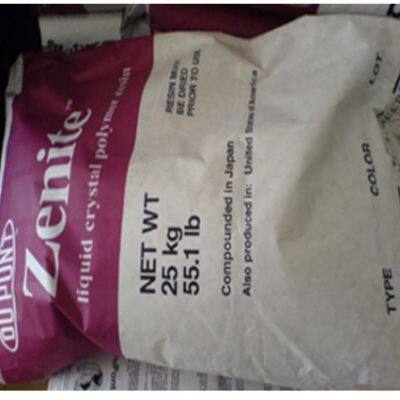 DU PONT
Zenite™
liquid crystal polymer resin
NET WT
25 kg
55.1 lb
RESIN MUST
BE DRIED
PRIOR TO USE
Compounded in Japan
Also produced in: United States of America
TYPE
COLOR
LOT